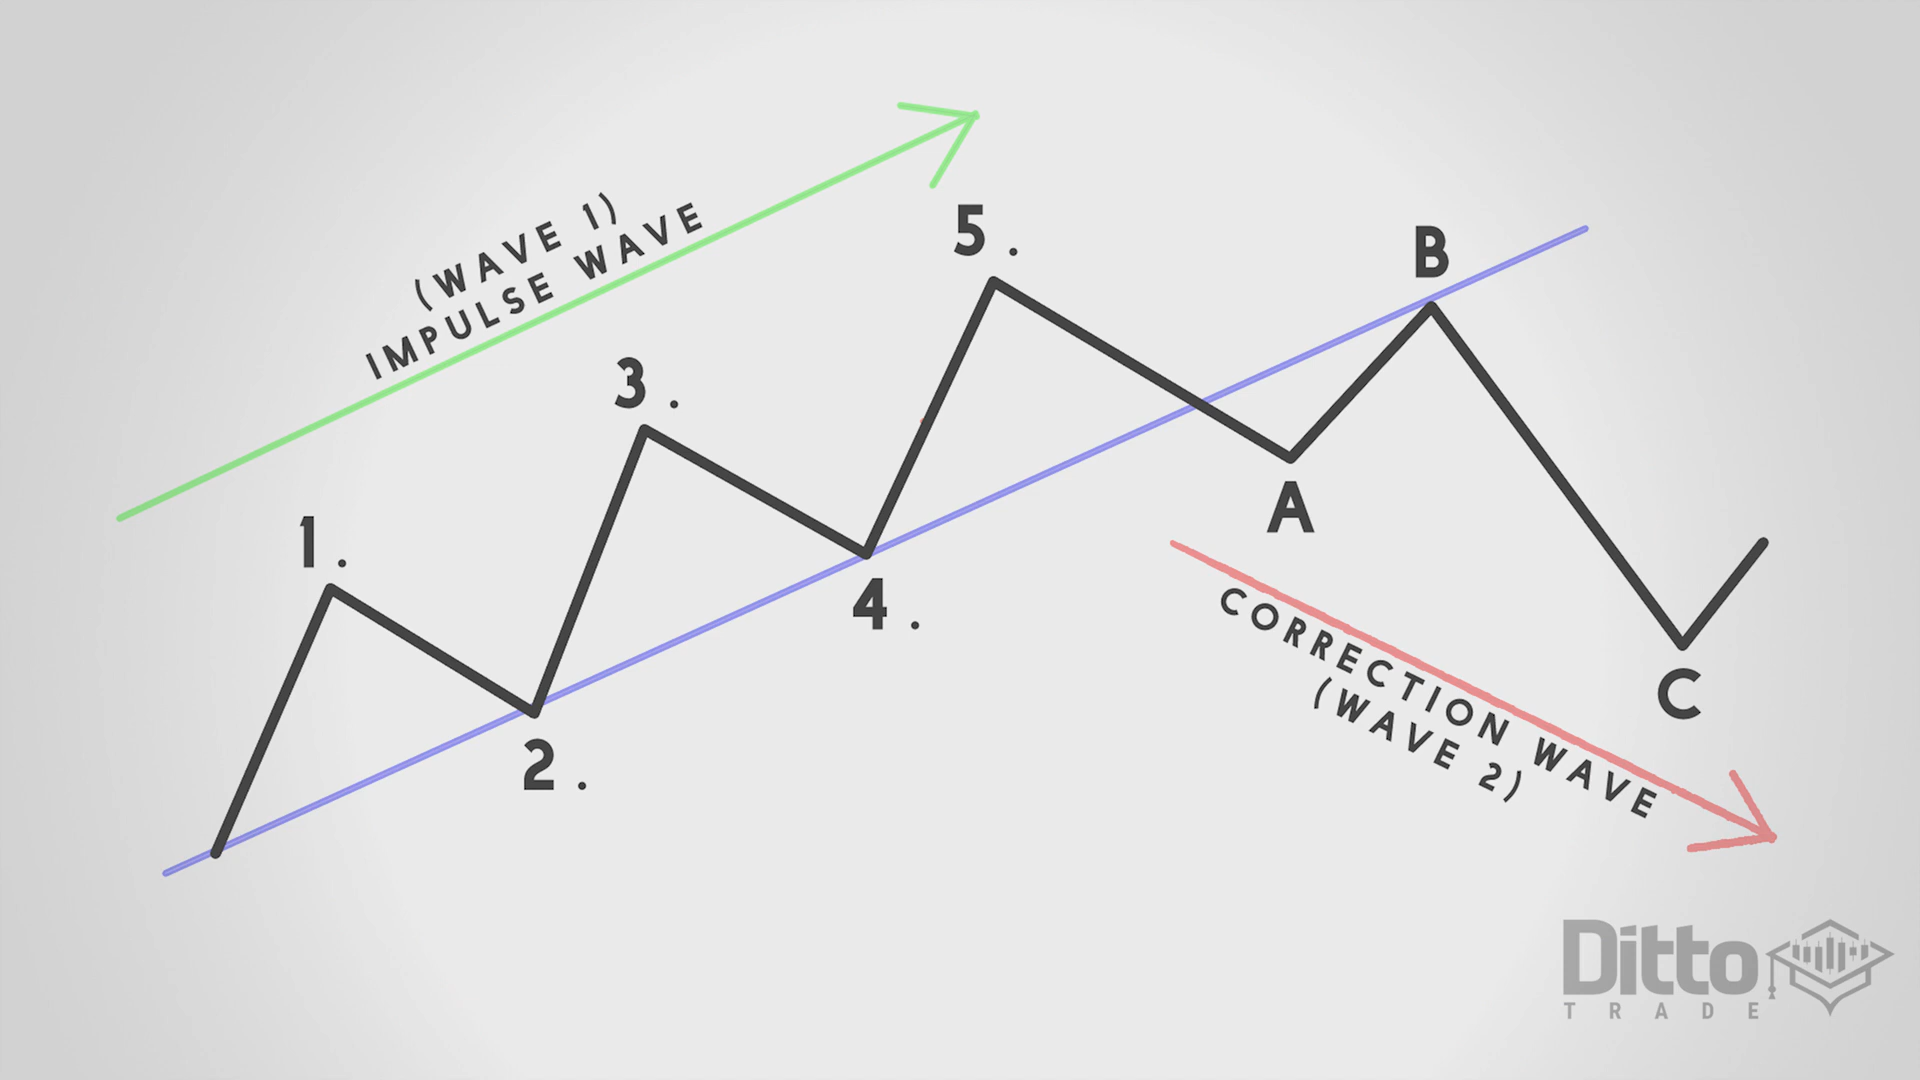 (WAVE 1)
IMPULSE WAVE
1.
2.
3.
4.
5.
A
B
C
CORRECTION WAVE
(WAVE 2)
Ditto
TRADE